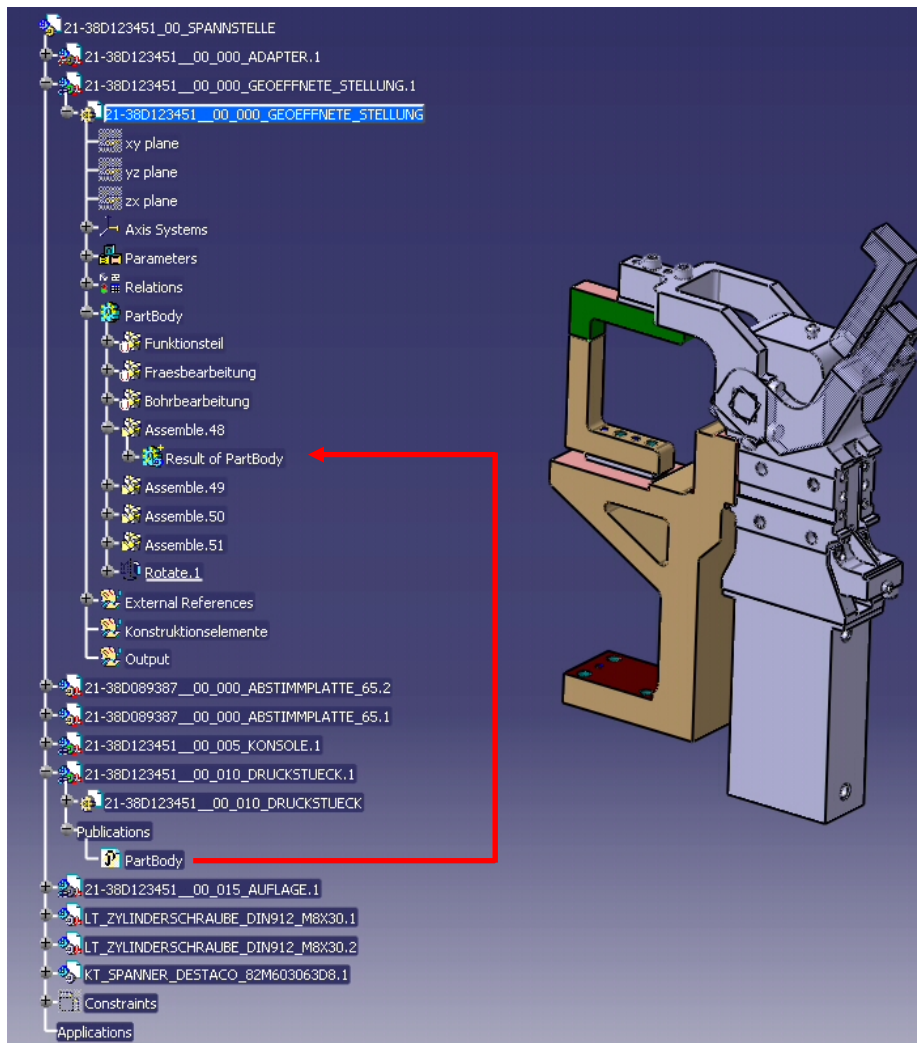 21-38D123451_00_SPANNSTELLE
21-38D123451__00_000_ADAPTER.1
21-38D123451__00_000_GEOEFFNETE_STELLUNG.1
21-38D123451__00_000_GEOEFFNETE_STELLUNG
xy plane
yz plane
zx plane
Axis Systems
Parameters
Relations
PartBody
Funktionsteil
Fraesbearbeitung
Bohrbearbeitung
Assemble.48
Result of PartBody
Assemble.49
Assemble.50
Assemble.51
Rotate.1
External References
Konstruktionselemente
Output
21-38D089387__00_000_ABSTIMMPLATTE_65.2
21-38D089387__00_000_ABSTIMMPLATTE_65.1
21-38D123451__00_005_KONSOLE.1
21-38D123451__00_010_DRUCKSTUECK.1
21-38D123451__00_010_DRUCKSTUECK
Publications
PartBody
21-38D123451__00_015_AUFLAGE.1
LT_ZYLINDERSCHRAUBE_DIN912_M8X30.1
LT_ZYLINDERSCHRAUBE_DIN912_M8X30.2
KT_SPANNER_DESTACO_82M603063D8.1
Constraints
Applications